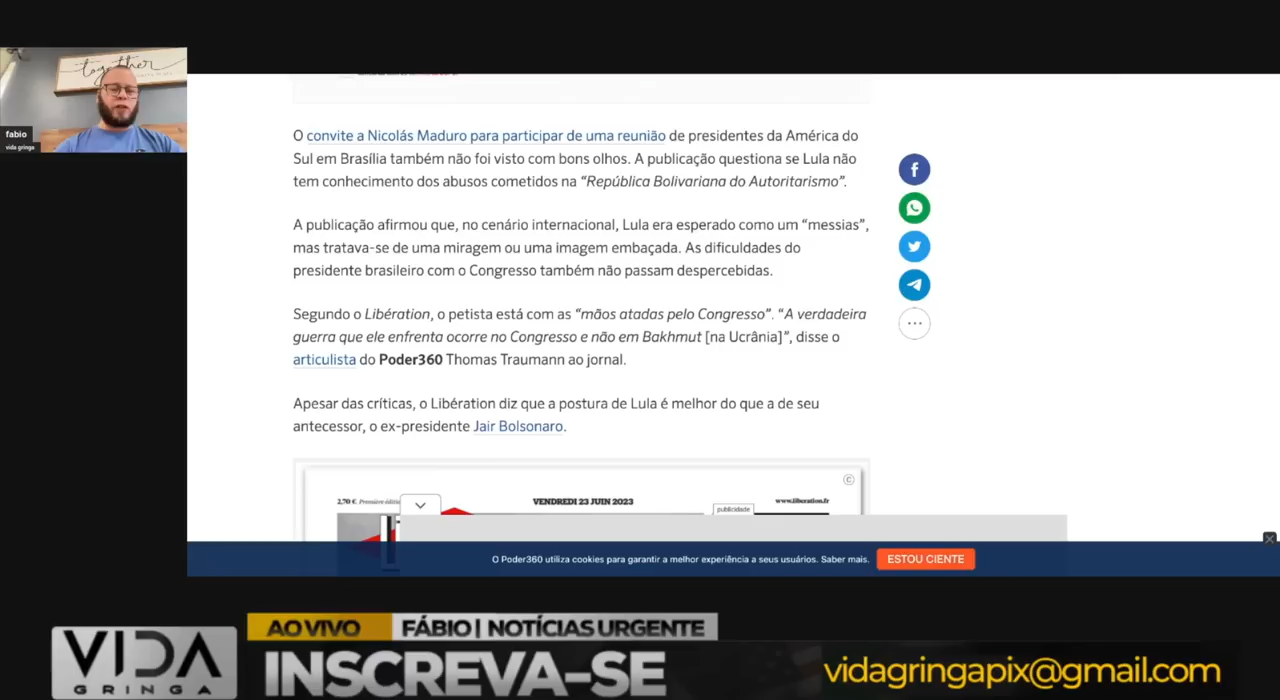 together
fabio
vida gringa
O convite a Nicolás Maduro para participar de uma reunião de presidentes da América do
Sul em Brasília também não foi visto com bons olhos. A publicação questiona se Lula não
tem conhecimento dos abusos cometidos na “República Bolivariana do Autoritarismo”.
A publicação afirmou que, no cenário internacional, Lula era esperado como um “messias”,
mas tratava-se de uma miragem ou uma imagem embaçada. As dificuldades do
presidente brasileiro com o Congresso também não passam despercebidas.
Segundo o Libération, o petista está com as “mãos atadas pelo Congresso”. “A verdadeira
guerra que ele enfrenta ocorre no Congresso e não em Bakhmut [na Ucrânia]”, disse o
articulista do Poder360 Thomas Traumann ao jornal.
Apesar das críticas, o Libération diz que a postura de Lula é melhor do que a de seu
antecessor, o ex-presidente Jair Bolsonaro.
2,70 € Première éditio
VENDREDI 23 JUIN 2023
www.liberation.fr
publicidade
O Poder360 utiliza cookies para garantir a melhor experiência a seus usuários. Saber mais.
ESTOU CIENTE
AO VIVO
FÁBIO | NOTÍCIAS URGENTE
VIDA
GRINGA
INSCREVA-SE
vidagringapix@gmail.com